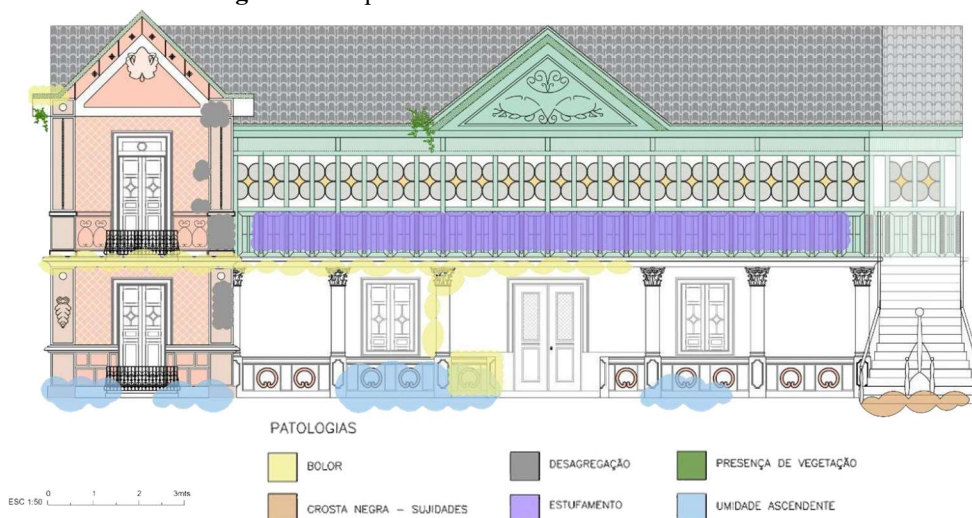 PATOLOGIAS
BOLOR
DESAGREGAÇÃO
PRESENÇA DE VEGETAÇÃO
CROSTA NEGRA – SUJIDADES
ESTUFAMENTO
UMIDADE ASCENDENTE
ESC 1:50 0 1 2 3mts